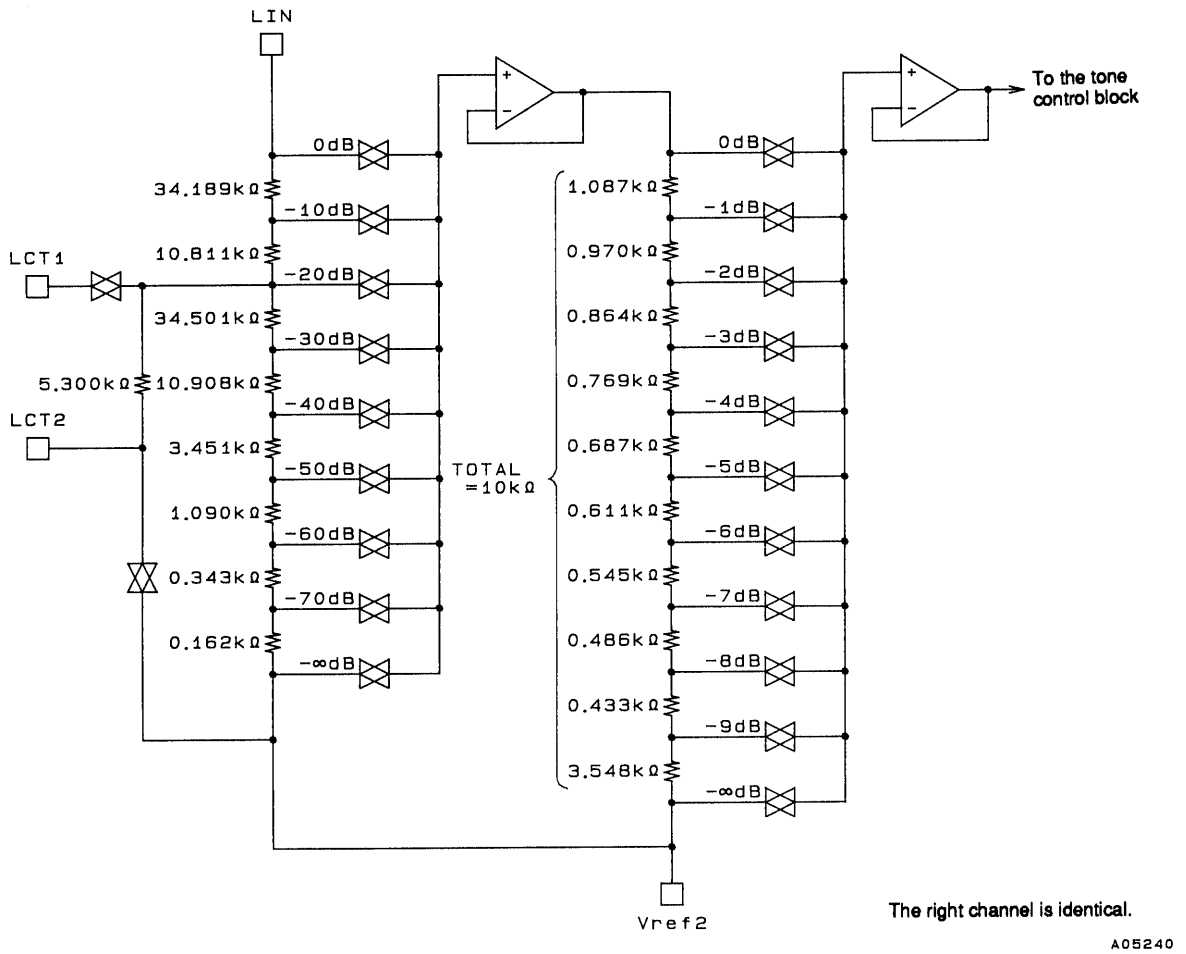 LIN
To the tone
control block
0dB
34.189kΩ
-10dB
10.811kΩ
LCT1
-20dB
34.501kΩ
-30dB
5.300kΩ
10.908kΩ
-40dB
LCT2
3.451kΩ
-50dB
1.090kΩ
-60dB
0.343kΩ
-70dB
0.162kΩ
-∞dB
TOTAL
=10kΩ
0dB
1.087kΩ
-1dB
0.970kΩ
-2dB
0.864kΩ
-3dB
0.769kΩ
-4dB
0.687kΩ
-5dB
0.611kΩ
-6dB
0.545kΩ
-7dB
0.486kΩ
-8dB
0.433kΩ
-9dB
3.548kΩ
-∞dB
Vref2
The right channel is identical.
A05240